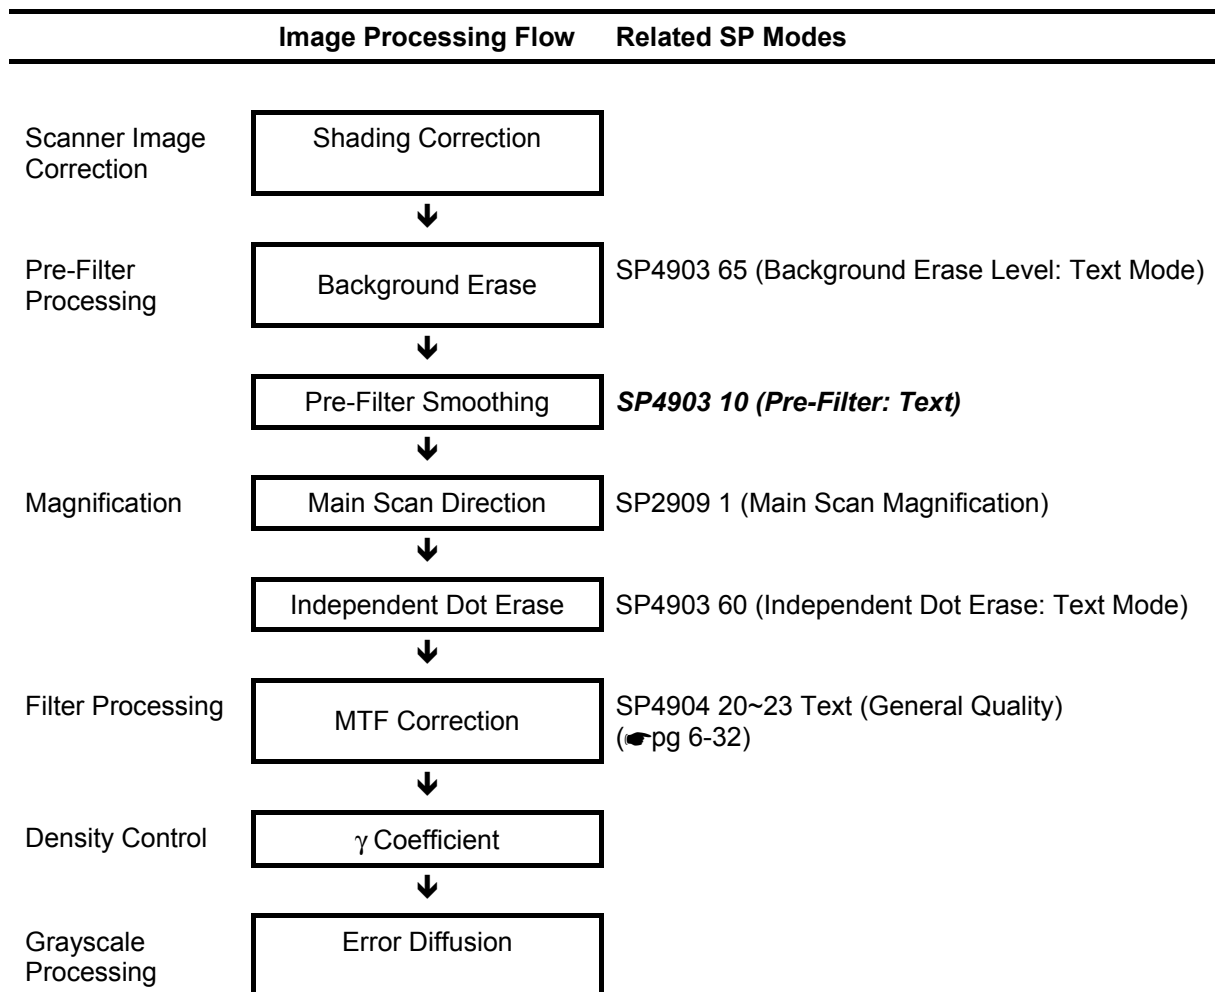 Image Processing Flow Related SP Modes
Scanner Image Correction
Shading Correction
Pre-Filter Processing
Background Erase
SP4903 65 (Background Erase Level: Text Mode)
Pre-Filter Smoothing
SP4903 10 (Pre-Filter: Text)
Magnification
Main Scan Direction
SP2909 1 (Main Scan Magnification)
Independent Dot Erase
SP4903 60 (Independent Dot Erase: Text Mode)
Filter Processing
MTF Correction
SP4904 20~23 Text (General Quality)
(☛pg 6-32)
Density Control
γ Coefficient
Grayscale Processing
Error Diffusion